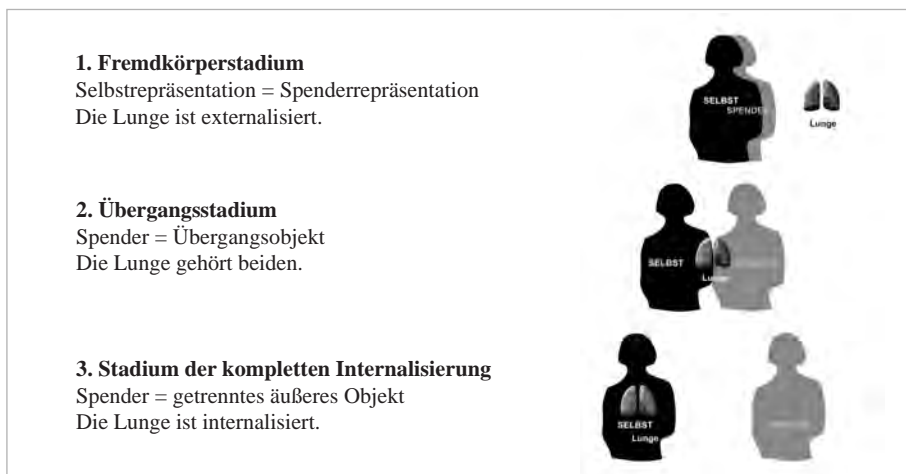 1. Fremdkörperstadium
Selbstrepräsentation = Spenderrepräsentation
Die Lunge ist externalisiert.
SELBST
SPENDER
Lunge
2. Übergangsstadium
Spender = Übergangsobjekt
Die Lunge gehört beiden.
SELBST
Lunge
3. Stadium der kompletten Internalisierung
Spender = getrenntes äußeres Objekt
Die Lunge ist internalisiert.
SELBST
Lunge